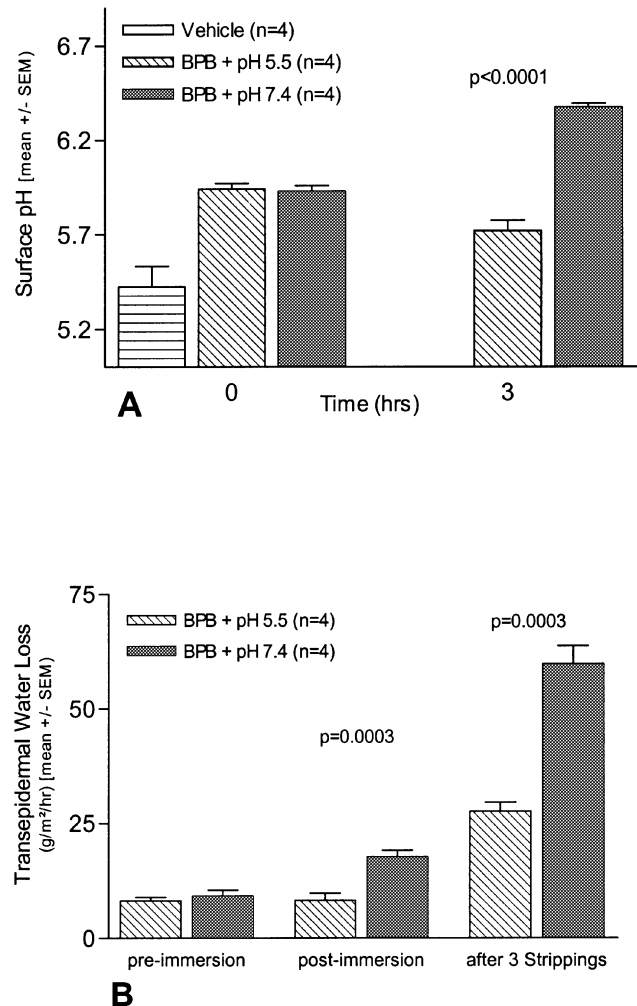 6.7
6.2
5.7
5.2
Surface pH [mean +/- SEM)
Vehicle (n=4)
BPB + pH 5.5 (n=4)
BPB + pH 7.4 (n=4)
p<0.0001
0
3
Time (hrs)
A
75
50
25
0
Transepidermal Water Loss
(g/m²/hr) [mean +/- SEM)
BPB + pH 5.5 (n=4)
BPB + pH 7.4 (n=4)
p=0.0003
p=0.0003
pre-immersion
post-immersion
after 3 Strippings
B